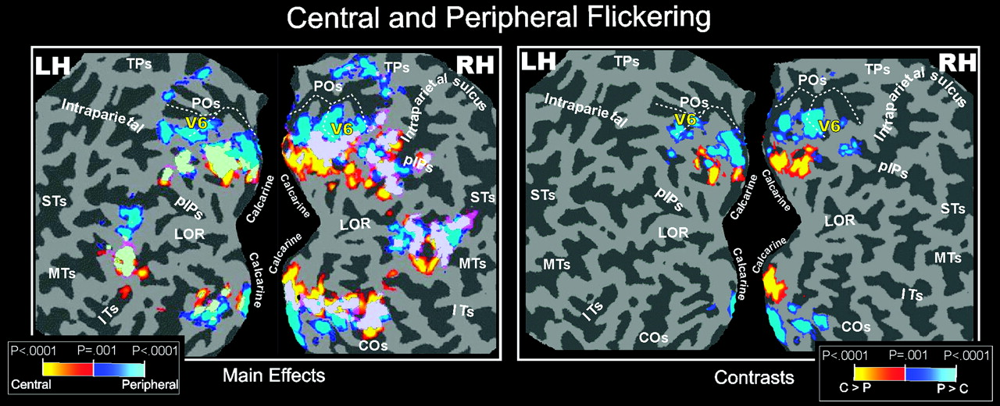 Central and Peripheral Flickering
LH
TPs
POs
V6
Intraparietal
STs
pIPs
LOR
MTs
ITs
Calcarine
Calcarine
RH
TPs
POs
V6
Intraparietal sulcus
pIPs
Calcarine
Calcarine
LOR
STs
MTs
ITs
COs
P<.0001 P=.001 P<.0001
Central Peripheral
Main Effects
LH
TPs
POs
V6
Intraparietal
STs
pIPs
LOR
MTs
ITs
COs
Calcarine
Calcarine
RH
TPs
POs
V6
Intraparietal sulcus
pIPs
Calcarine
Calcarine
LOR
STs
MTs
ITs
COs
Contrasts
P<.0001 P=.001 P<.0001
C > P P > C